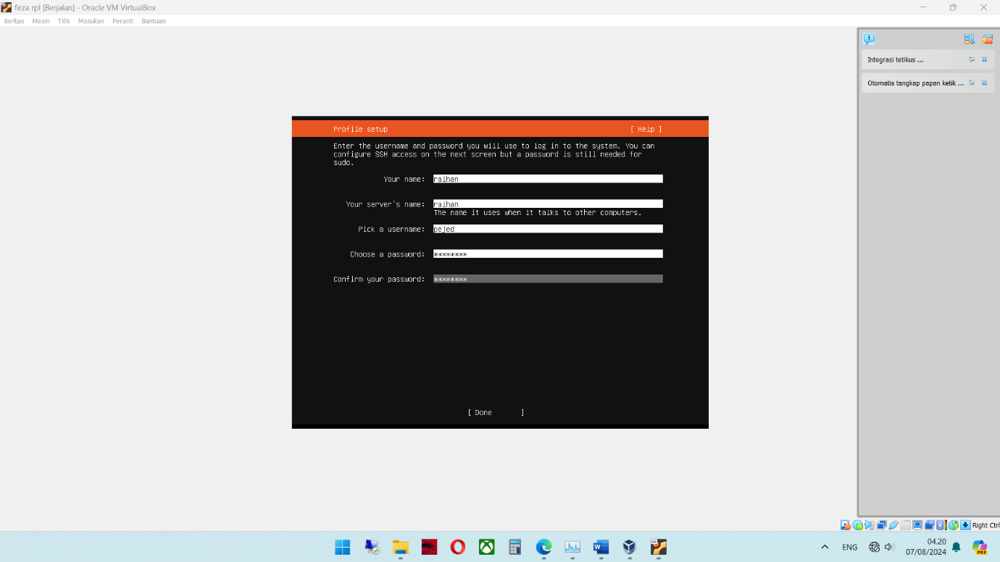 firza rpl [Berjalan] - Oracle VM VirtualBox
Berkas Mesin Tilik Masukan Peranti Bantuan
Integrasi tetikus ...
Otomatis tangkap papan ketik ...
Profile setup [ Help ]
Enter the username and password you will use to log in to the system. You can
configure SSH access on the next screen but a password is still needed for
sudo.
Your name: raihan
Your server's name: raihan
The name it uses when it talks to other computers.
Pick a username: pejed
Choose a password: ********
Confirm your password: ********
[ Done ]
Right Ctrl
ENG
04.20
07/08/2024
PRE